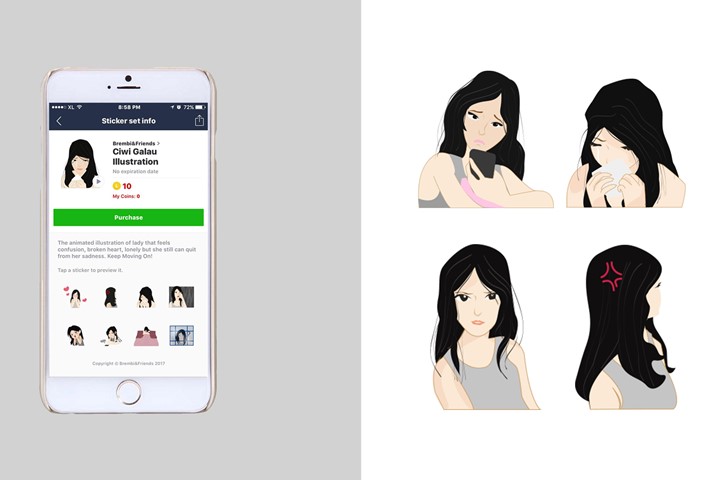 XL 8:58 PM 72%
Sticker set info
Brembi&Friends >
Ciwi Galau
Illustration
No expiration date
10
My Coins: 0
Purchase
The animated illustration of lady that feels
confusion, broken heart, lonely but she still can quit
from her sadness. Keep Moving On!
Tap a sticker to preview it.
Copyright © Brembi&Friends 2017